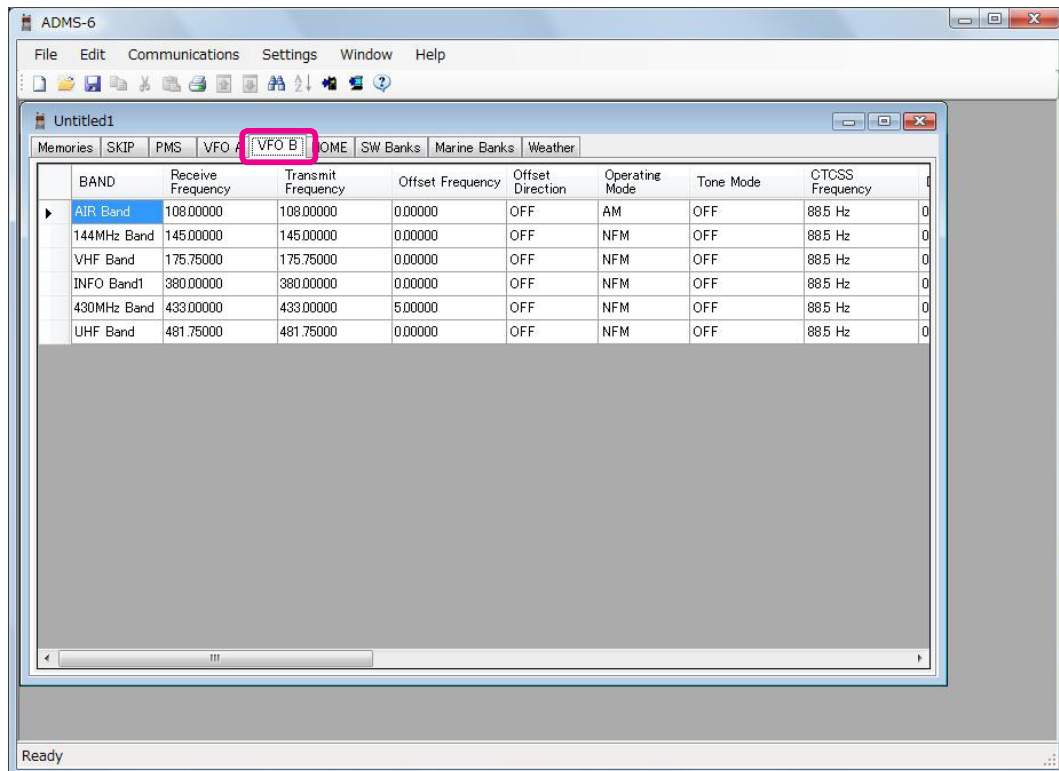 ADMS-6
File Edit Communications Settings Window Help
Untitled1
Memories SKIP PMS VFO VFO B HOME SW Banks Marine Banks Weather
BAND Receive Frequency Transmit Frequency Offset Frequency Offset Direction Operating Mode Tone Mode CTCSS Frequency
AIR Band 108.00000 108.00000 0.00000 OFF AM OFF 88.5 Hz 0
144MHz Band 145.00000 145.00000 0.00000 OFF NFM OFF 88.5 Hz 0
VHF Band 175.75000 175.75000 0.00000 OFF NFM OFF 88.5 Hz 0
INFO Band1 380.00000 380.00000 0.00000 OFF NFM OFF 88.5 Hz 0
430MHz Band 433.00000 433.00000 5.00000 OFF NFM OFF 88.5 Hz 0
UHF Band 481.75000 481.75000 0.00000 OFF NFM OFF 88.5 Hz 0
Ready